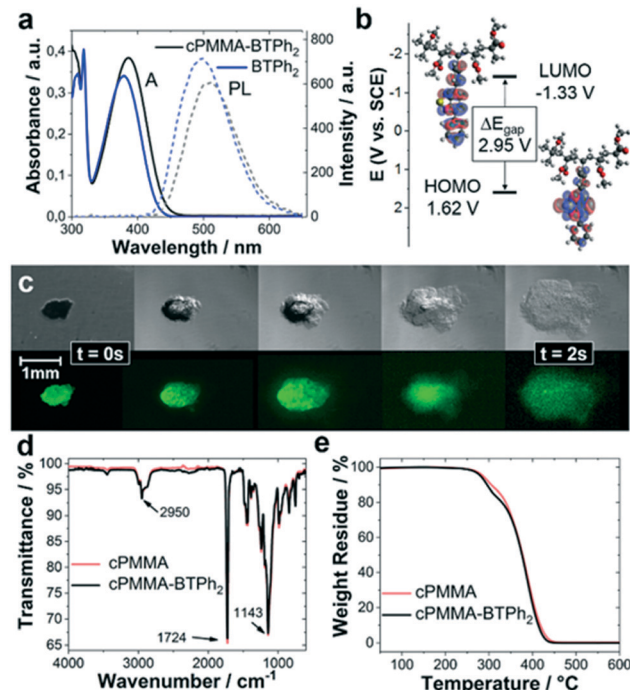 a
cPMMA-BTPh₂
BTPh₂
A
PL
0,4
0,3
0,2
0,1
0,0
Absorbance / a.u.
800
700
600
500
400
300
200
100
0
Intensity / a.u.
300
400
500
600
Wavelength / nm
b
-2
-1
0
1
2
E (V vs. SCE)
LUMO
-1.33 V
ΔEgap
2.95 V
HOMO
1.62 V
c
1mm
t = 0s
t = 2s
d
100
95
90
85
80
75
70
65
Transmittance / %
2950
cPMMA
cPMMA-BTPh₂
1724
1143
4000
3000
2000
1000
Wavenumber / cm⁻¹
e
100
80
60
40
20
0
Weight Residue / %
cPMMA
cPMMA-BTPh₂
100
200
300
400
500
600
Temperature / °C